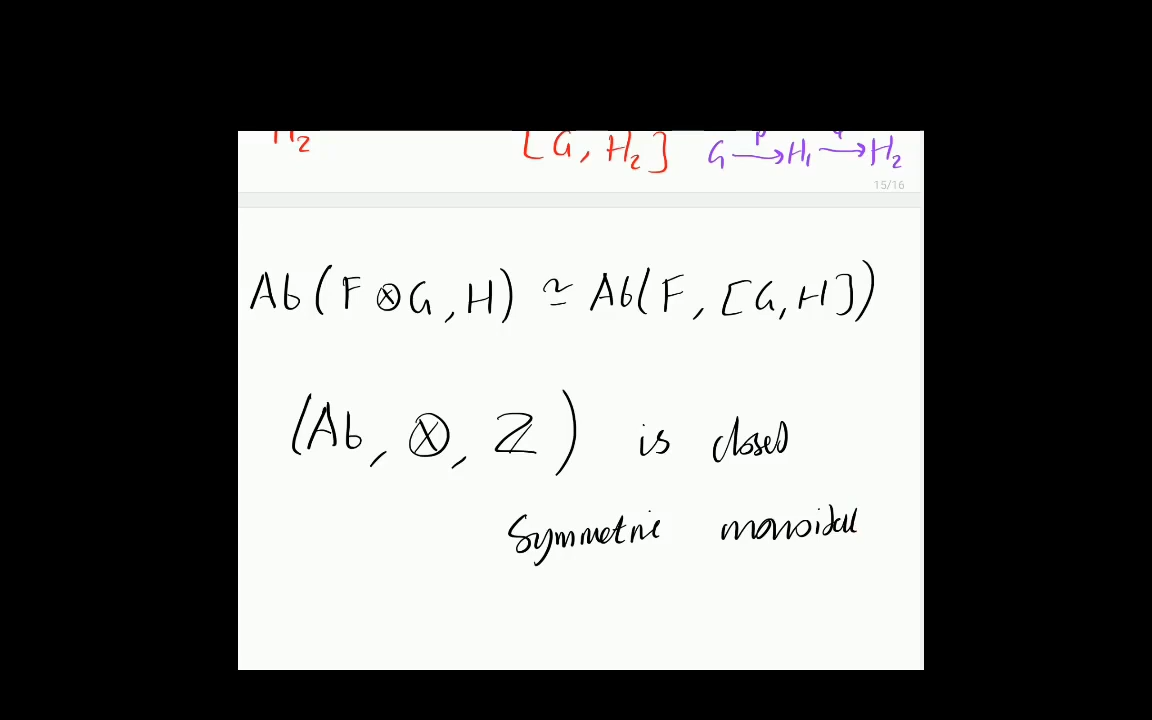 H₂ [G, H₂] G →p H₁ →q H₂
15/16
Ab(F⊗G, H) ≃ Ab(F, [G, H])
(Ab, ⊗, ℤ) is closed
Symmetric monoidal